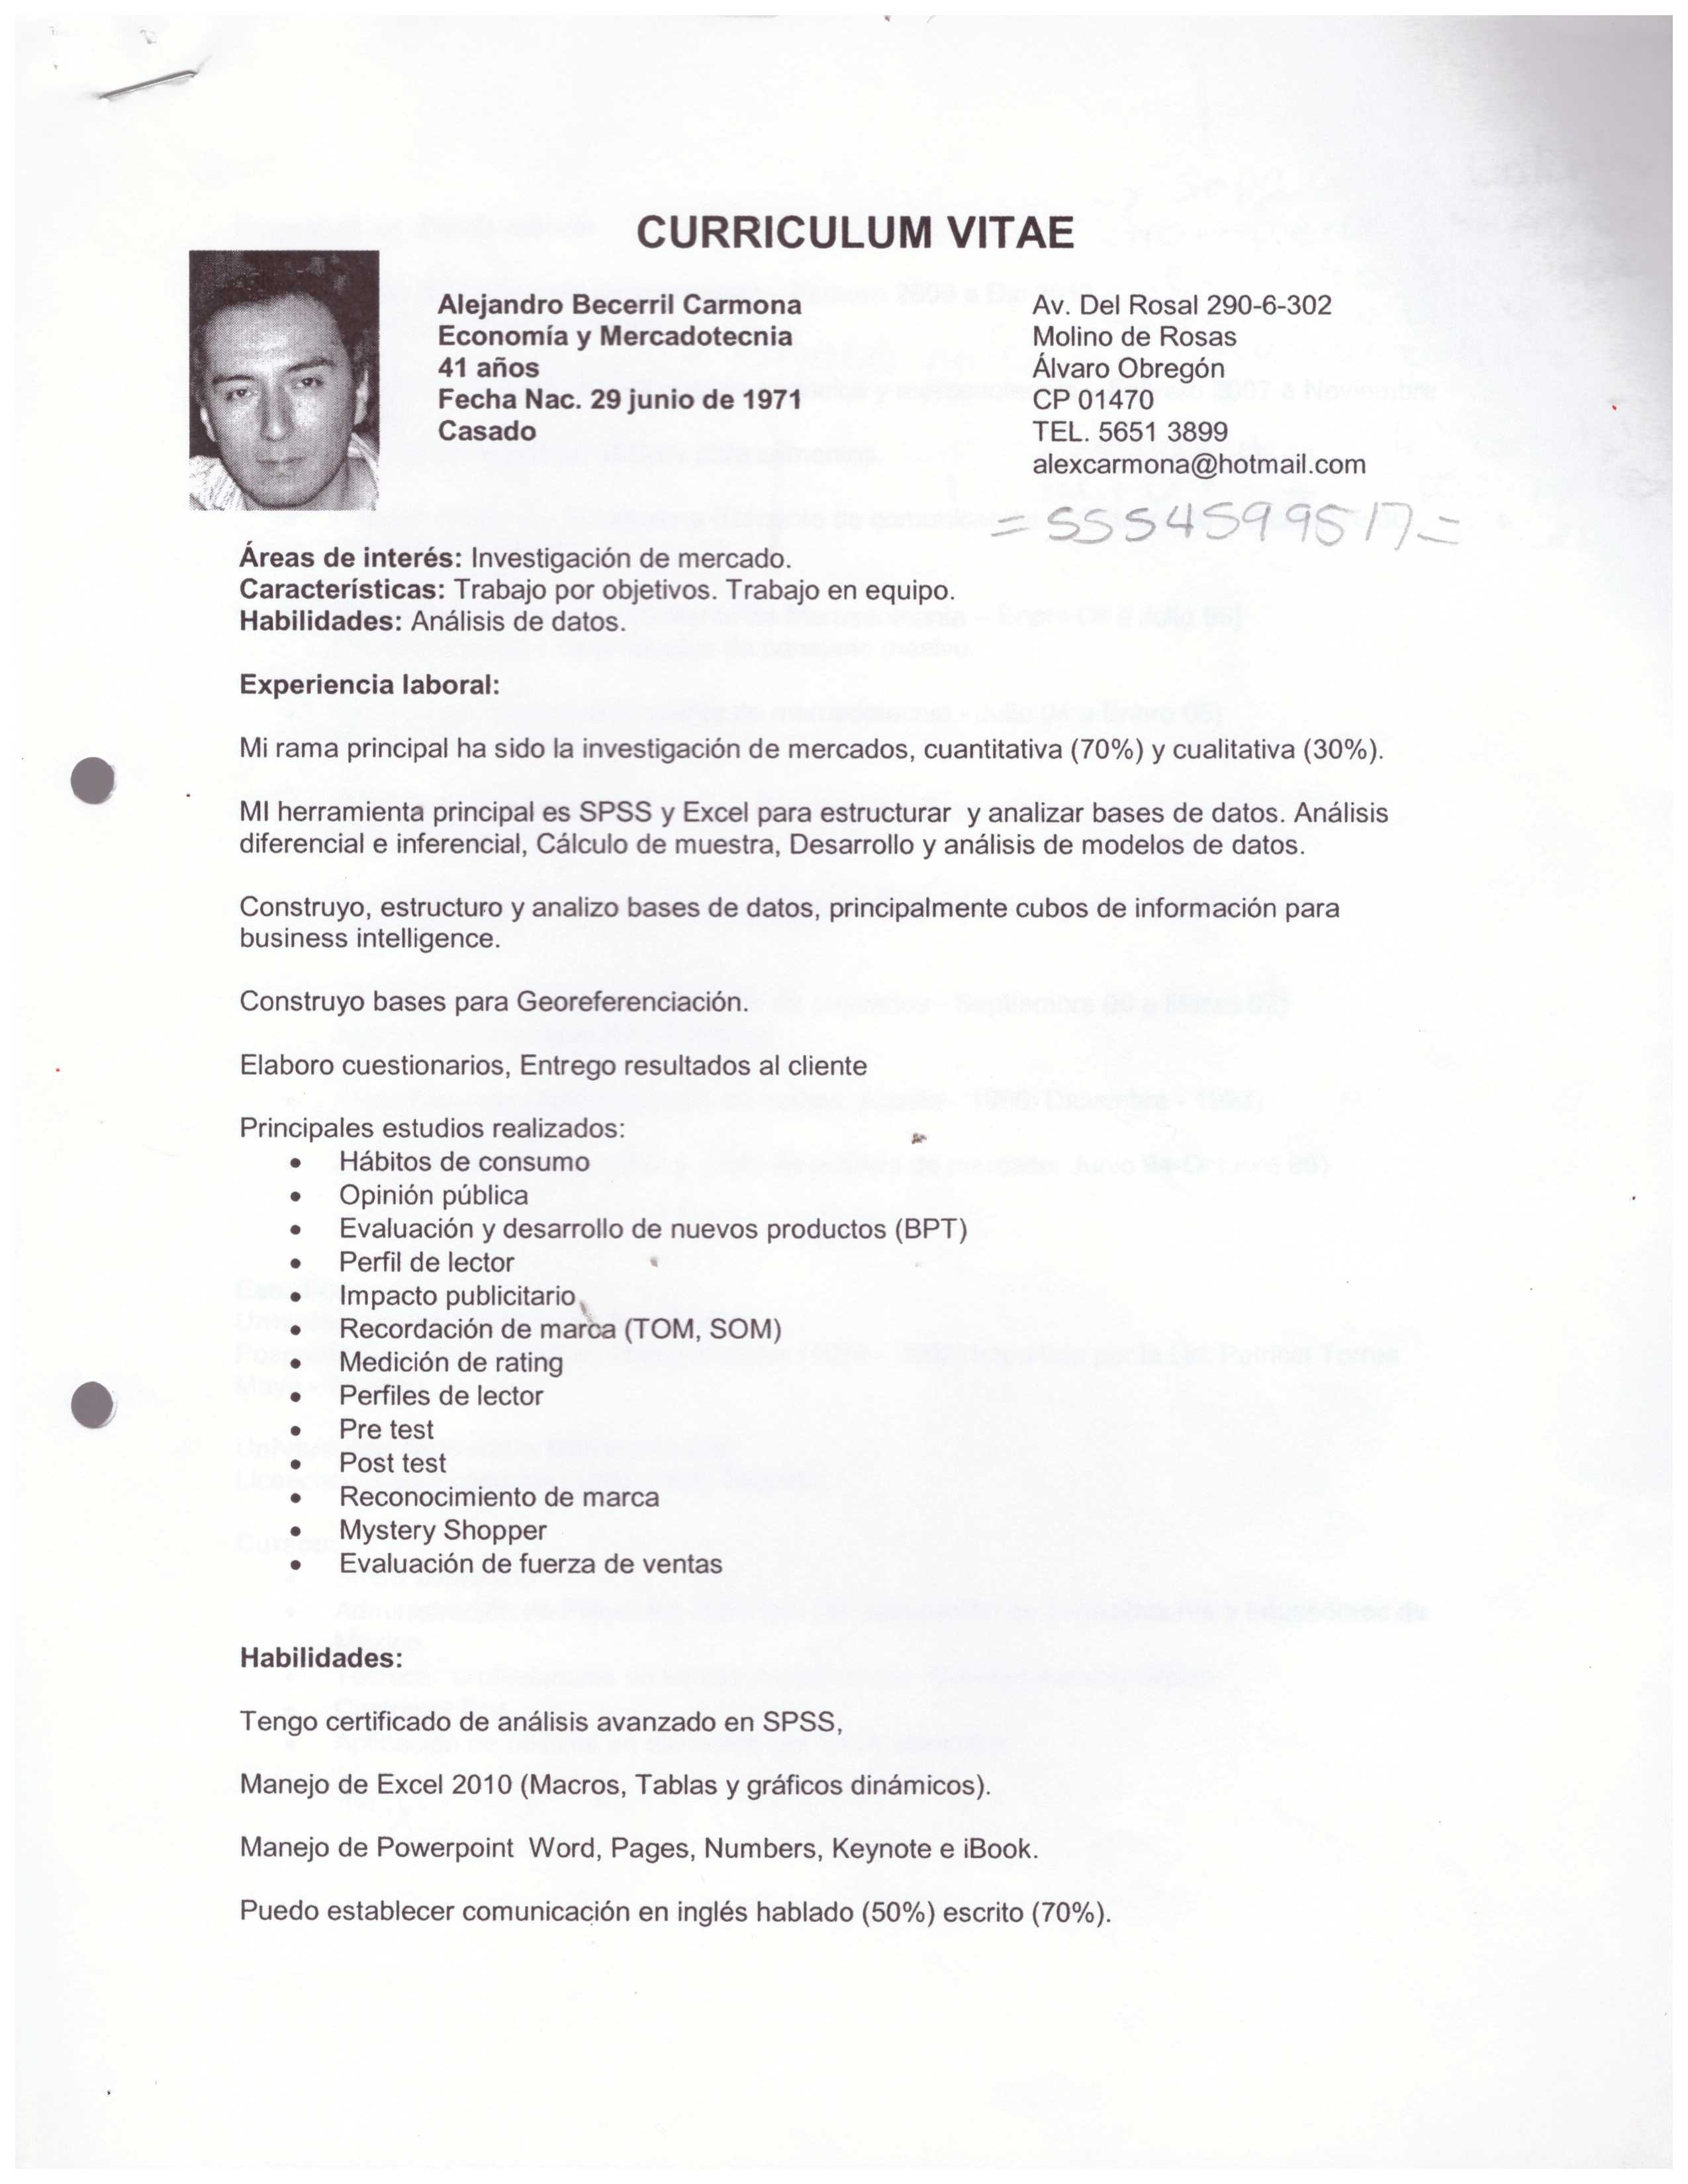 CURRICULUM VITAE
Alejandro Becerril Carmona
Economía y Mercadotecnia
41 años
Fecha Nac. 29 junio de 1971
Casado
Av. Del Rosal 290-6-302
Molino de Rosas
Álvaro Obregón
CP 01470
TEL. 5651 3899
alexcarmona@hotmail.com
= 5554599517 =
Áreas de interés: Investigación de mercado.
Características: Trabajo por objetivos. Trabajo en equipo.
Habilidades: Análisis de datos.
Experiencia laboral:
Mi rama principal ha sido la investigación de mercados, cuantitativa (70%) y cualitativa (30%).
MI herramienta principal es SPSS y Excel para estructurar y analizar bases de datos. Análisis
diferencial e inferencial, Cálculo de muestra, Desarrollo y análisis de modelos de datos.
Construyo, estructuro y analizo bases de datos, principalmente cubos de información para
business intelligence.
Construyo bases para Georeferenciación.
Elaboro cuestionarios, Entrego resultados al cliente
Principales estudios realizados:
• Hábitos de consumo
• Opinión pública
• Evaluación y desarrollo de nuevos productos (BPT)
• Perfil de lector
• Impacto publicitario
• Recordación de marca (TOM, SOM)
• Medición de rating
• Perfiles de lector
• Pre test
• Post test
• Reconocimiento de marca
• Mystery Shopper
• Evaluación de fuerza de ventas
Habilidades:
Tengo certificado de análisis avanzado en SPSS,
Manejo de Excel 2010 (Macros, Tablas y gráficos dinámicos).
Manejo de Powerpoint Word, Pages, Numbers, Keynote e iBook.
Puedo establecer comunicación en inglés hablado (50%) escrito (70%).